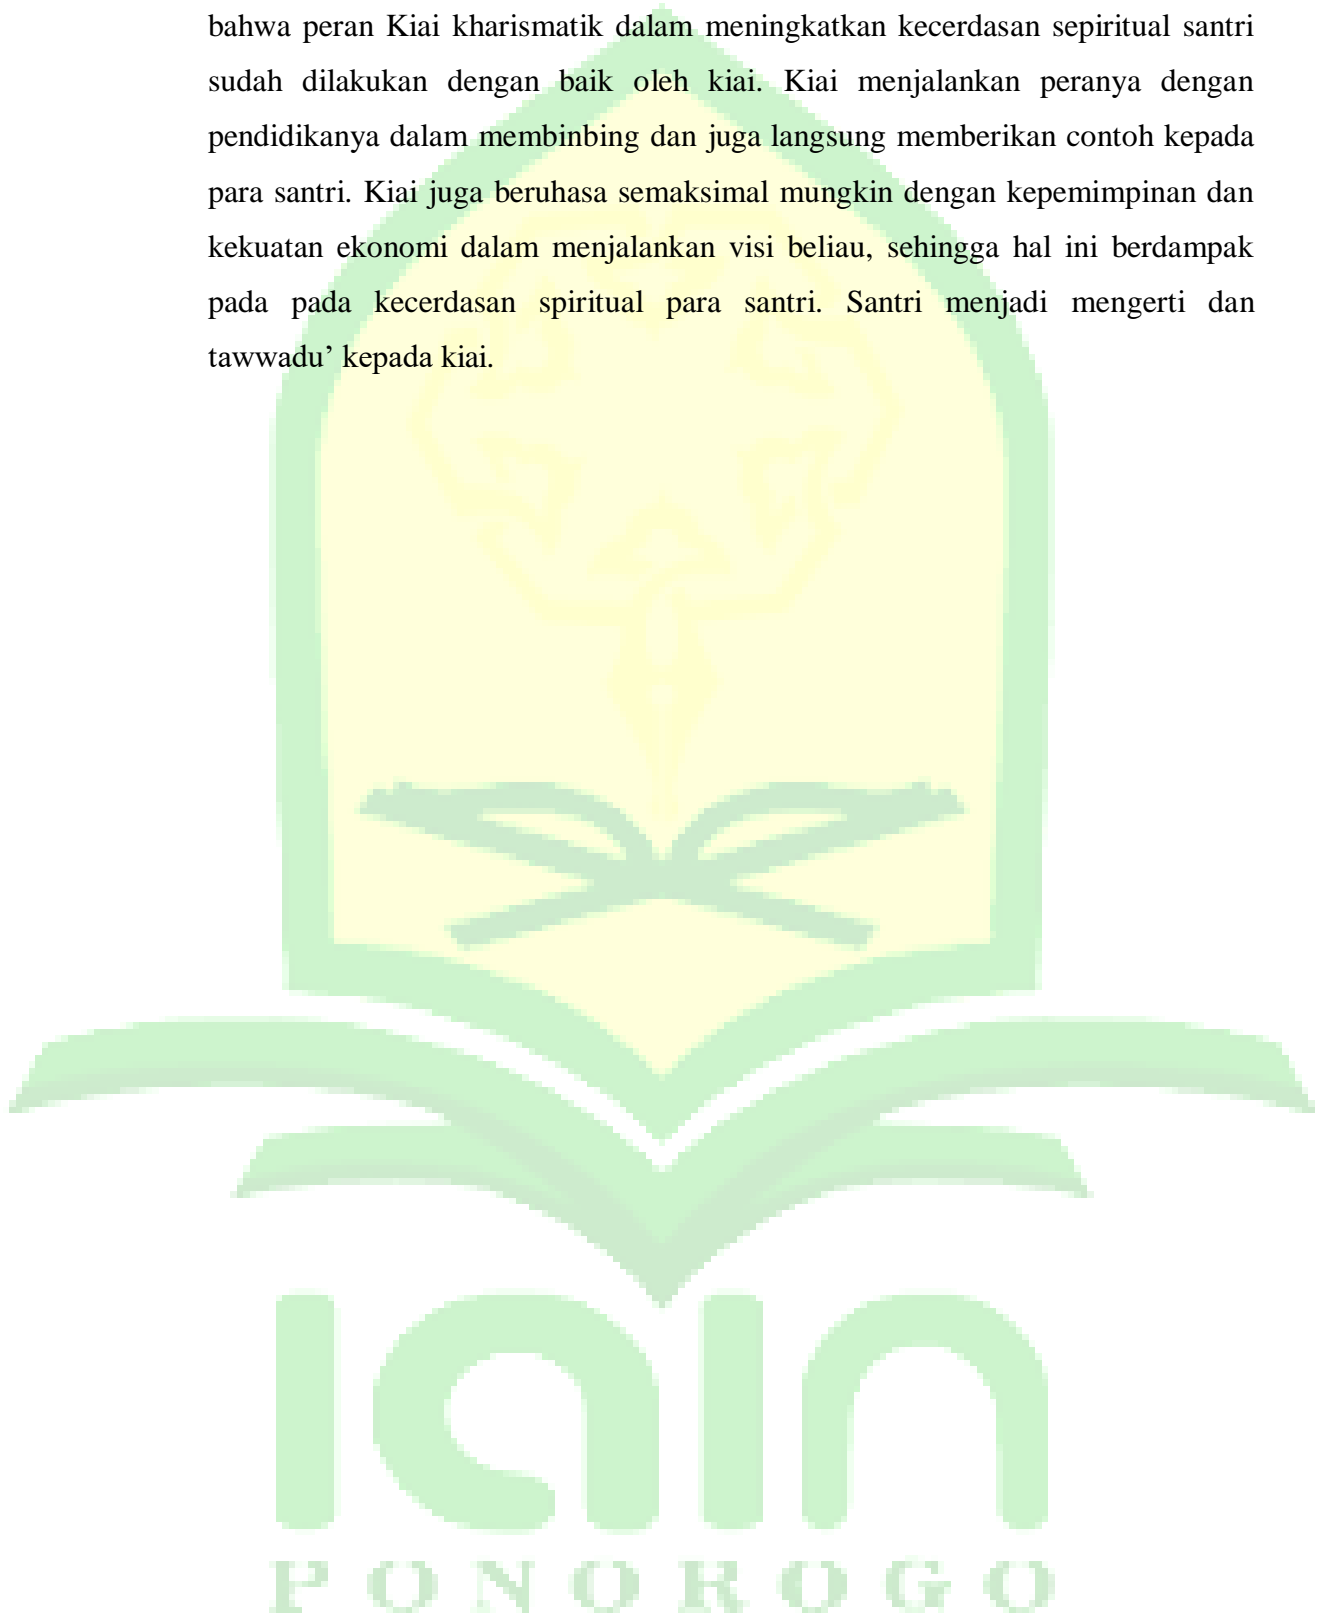 bahwa peran Kiai kharismatik dalam meningkatkan kecerdasan sepiritual santri
sudah dilakukan dengan baik oleh kiai. Kiai menjalankan peranya dengan
pendidikanya dalam membinbing dan juga langsung memberikan contoh kepada
para santri. Kiai juga beruhasa semaksimal mungkin dengan kepemimpinan dan
kekuatan ekonomi dalam menjalankan visi beliau, sehingga hal ini berdampak
pada pada kecerdasan spiritual para santri. Santri menjadi mengerti dan
tawwadu’ kepada kiai.
IAIN
PONOROGO